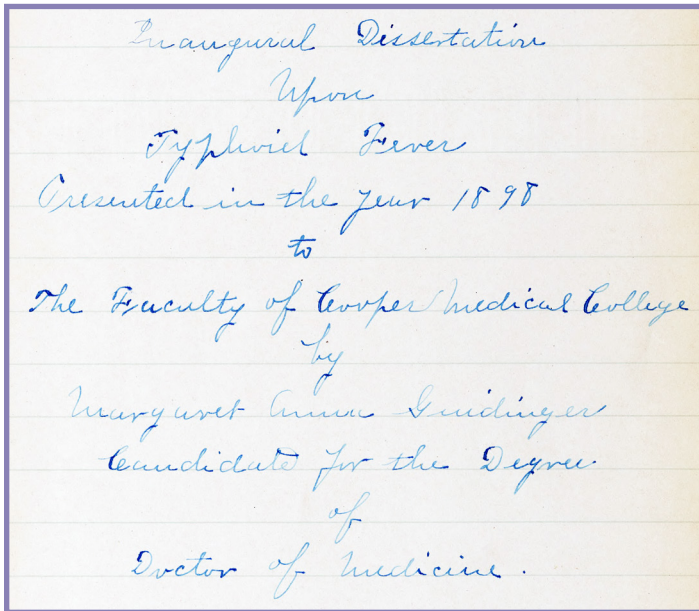 Inaugural Dissertation
Upon
Typhoid Fever
Presented in the year 1898
to
The Faculty of Cooper Medical College
by
Margaret Anna Guidinger
Candidate for the Degree
of
Doctor of Medicine.